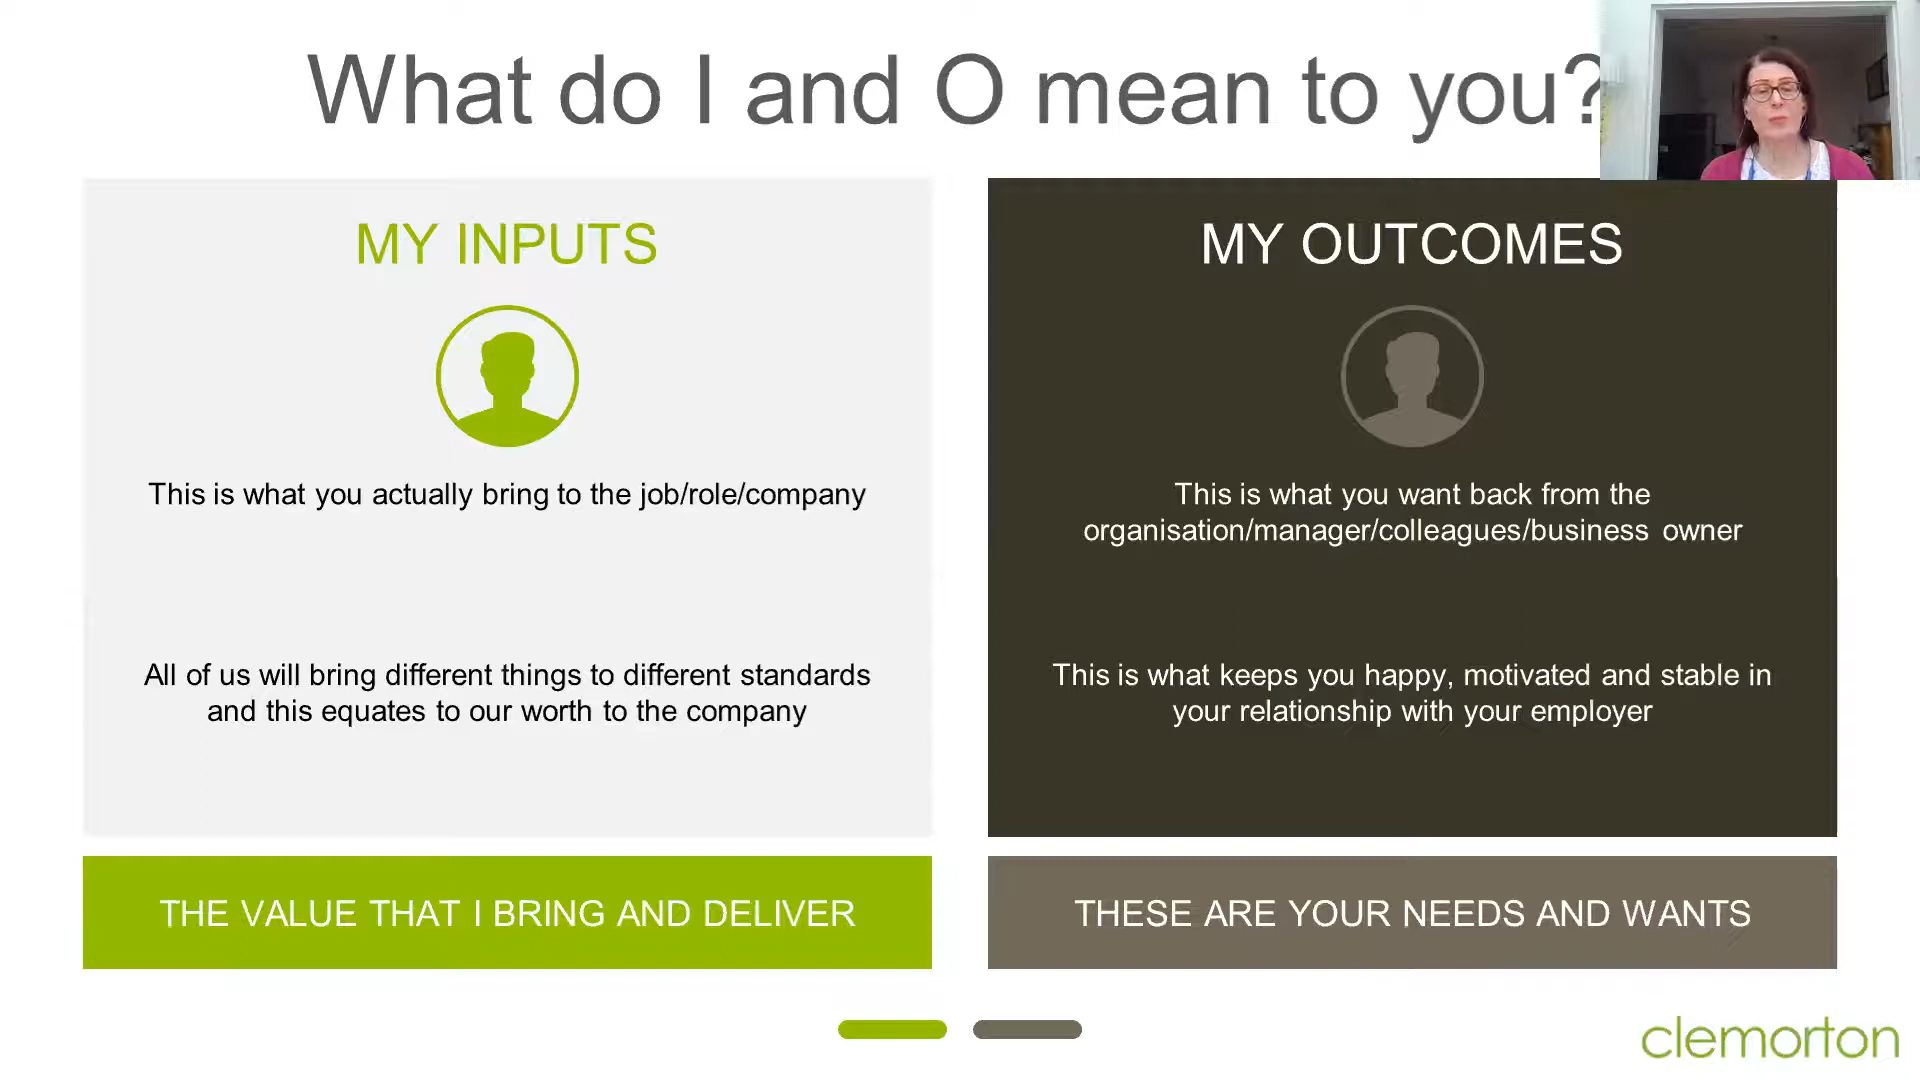 What do I and O mean to you?
MY INPUTS
This is what you actually bring to the job/role/company
All of us will bring different things to different standards
and this equates to our worth to the company
THE VALUE THAT I BRING AND DELIVER
MY OUTCOMES
This is what you want back from the
organisation/manager/colleagues/business owner
This is what keeps you happy, motivated and stable in
your relationship with your employer
THESE ARE YOUR NEEDS AND WANTS
clemorton